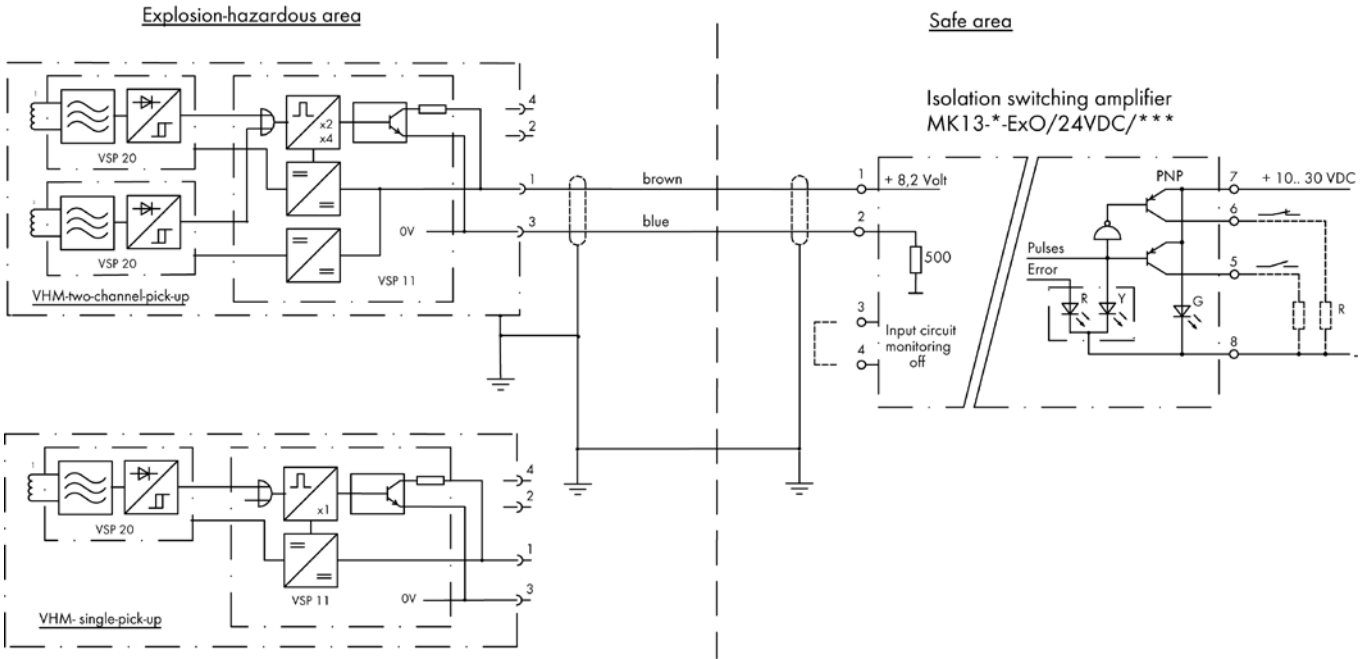 Explosion-hazardous area
Safe area
VSP 20
VSP 20
VHM-two-channel-pick-up
x2
x4
VSP 11
0V
4
2
1
3
brown
blue
Isolation switching amplifier
MK13-*-ExO/24VDC/***
1
+ 8,2 Volt
2
500
3
4
Input circuit
monitoring
off
Pulses
Error
R
Y
G
PNP
7
+ 10.. 30 VDC
6
5
R
8
-
VSP 20
VHM- single-pick-up
x1
VSP 11
0V
4
2
1
3